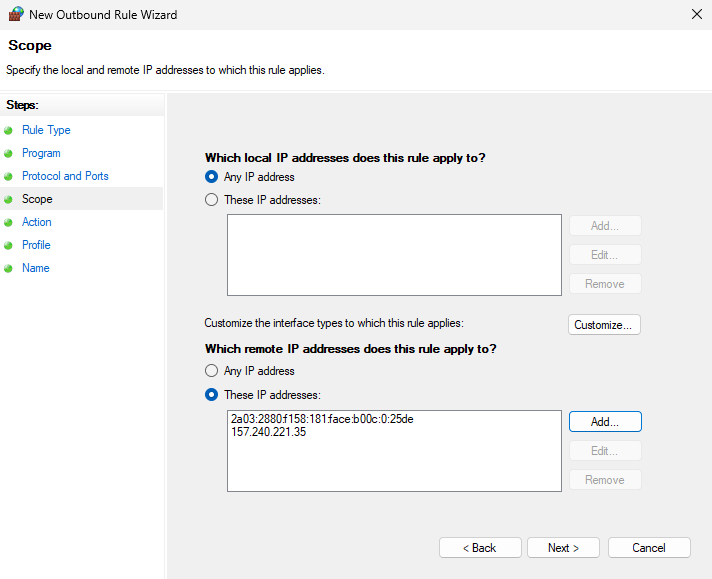 New Outbound Rule Wizard
Scope
Specify the local and remote IP addresses to which this rule applies.
Steps:
Rule Type
Program
Protocol and Ports
Scope
Action
Profile
Name
Which local IP addresses does this rule apply to?
Any IP address
These IP addresses:
Add...
Edit...
Remove
Customize the interface types to which this rule applies:
Customize...
Which remote IP addresses does this rule apply to?
Any IP address
These IP addresses:
2a03:2880:f158:181:face:b00c:0:25de
157.240.221.35
Add...
Edit...
Remove
< Back
Next >
Cancel